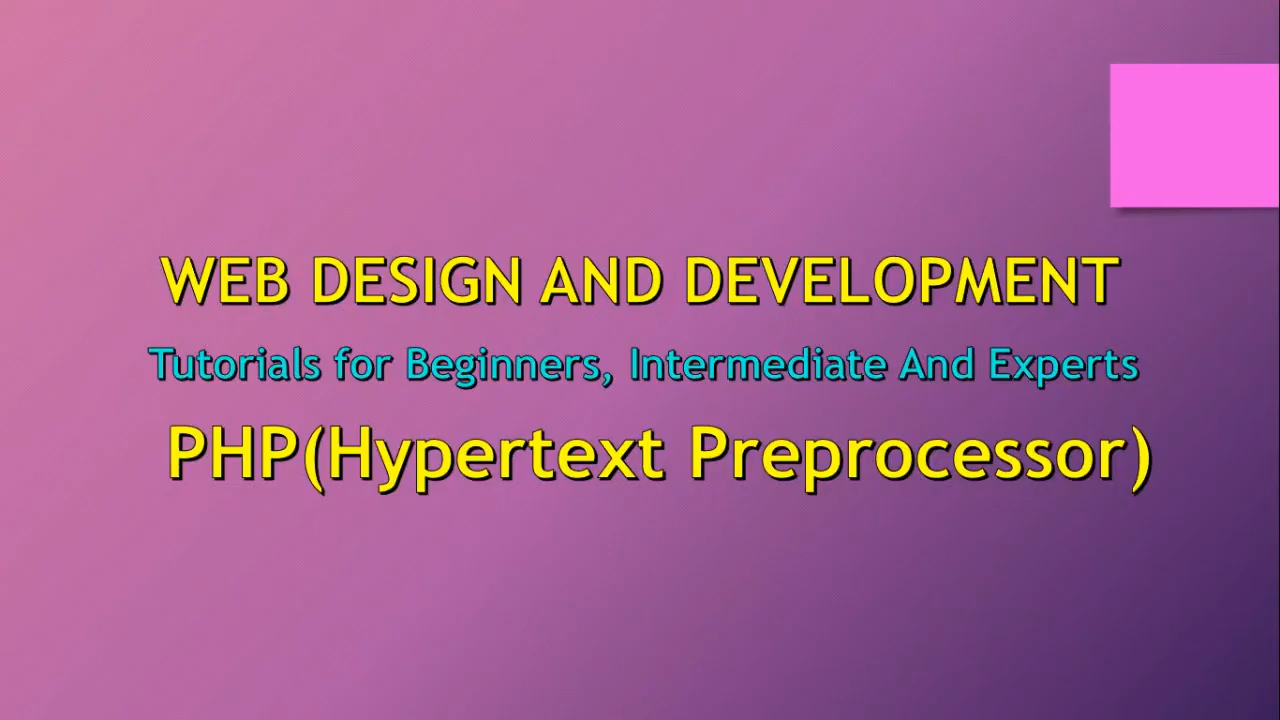 WEB DESIGN AND DEVELOPMENT
Tutorials for Beginners, Intermediate And Experts
PHP(Hypertext Preprocessor)